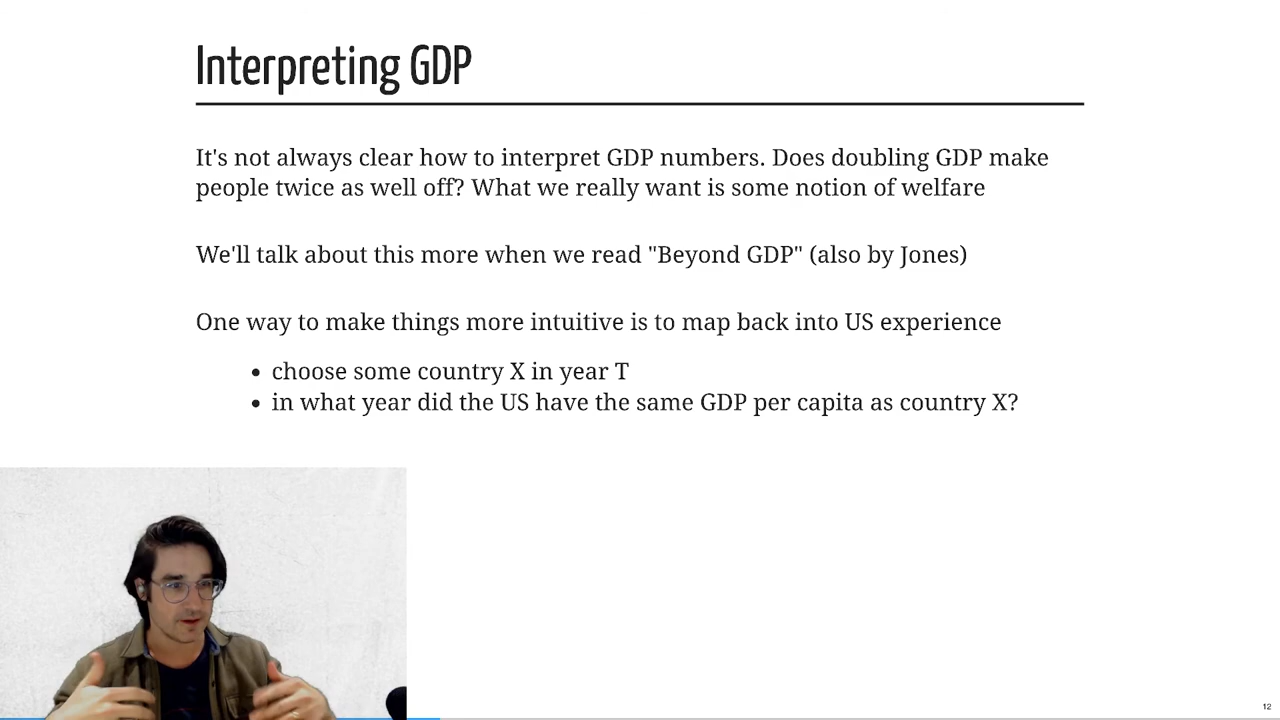 Interpreting GDP
It's not always clear how to interpret GDP numbers. Does doubling GDP make
people twice as well off? What we really want is some notion of welfare
We'll talk about this more when we read "Beyond GDP" (also by Jones)
One way to make things more intuitive is to map back into US experience
• choose some country X in year T
• in what year did the US have the same GDP per capita as country X?
12